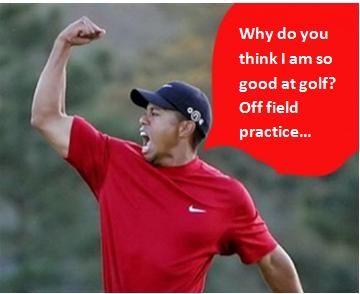 Why do you
think I am so
good at golf?
Off field
practice...